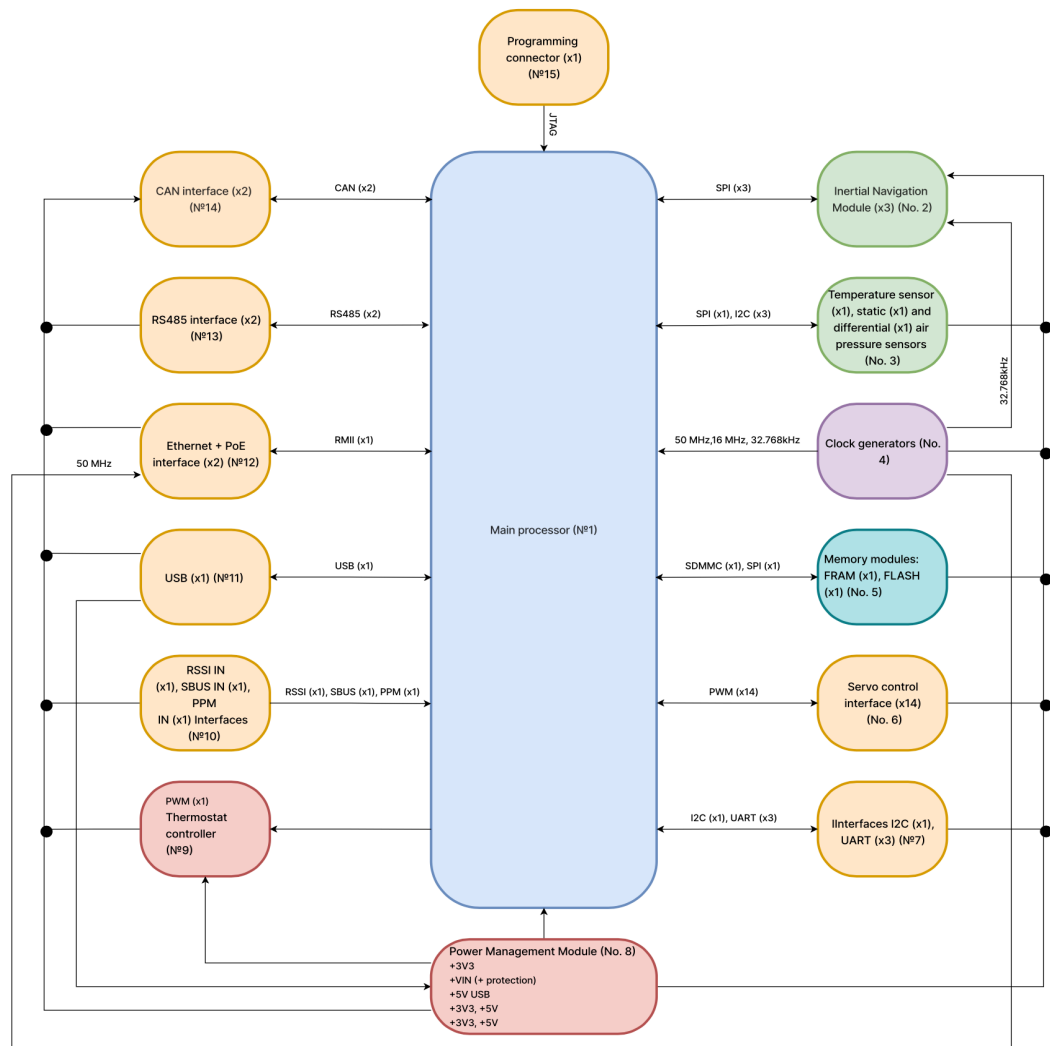 Programming
connector (x1)
(№15)
JTAG
CAN interface (x2)
(№14)
CAN (x2)
SPI (x3)
Inertial Navigation
Module (x3) (No. 2)
RS485 interface (x2)
(№13)
RS485 (x2)
SPI (x1), I2C (x3)
Temperature sensor
(x1), static (x1) and
differential (x1) air
pressure sensors
(No. 3)
32.768kHz
Ethernet + PoE
interface (x2) (№12)
50 MHz
RMII (x1)
50 MHz,16 MHz, 32.768kHz
Clock generators (No.
4)
Main processor (№1)
USB (x1) (№11)
USB (x1)
SDMMC (x1), SPI (x1)
Memory modules:
FRAM (x1), FLASH
(x1) (No. 5)
RSSI IN
(x1), SBUS IN (x1),
PPM
IN (x1) Interfaces
(№10)
RSSI (x1), SBUS (x1), PPM (x1)
PWM (x14)
Servo control
interface (x14)
(No. 6)
PWM (x1)
Thermostat
controller
(№9)
I2C (x1), UART (x3)
IInterfaces I2C (x1),
UART (x3) (№7)
Power Management Module (No. 8)
+3V3
+VIN (+ protection)
+5V USB
+3V3, +5V
+3V3, +5V